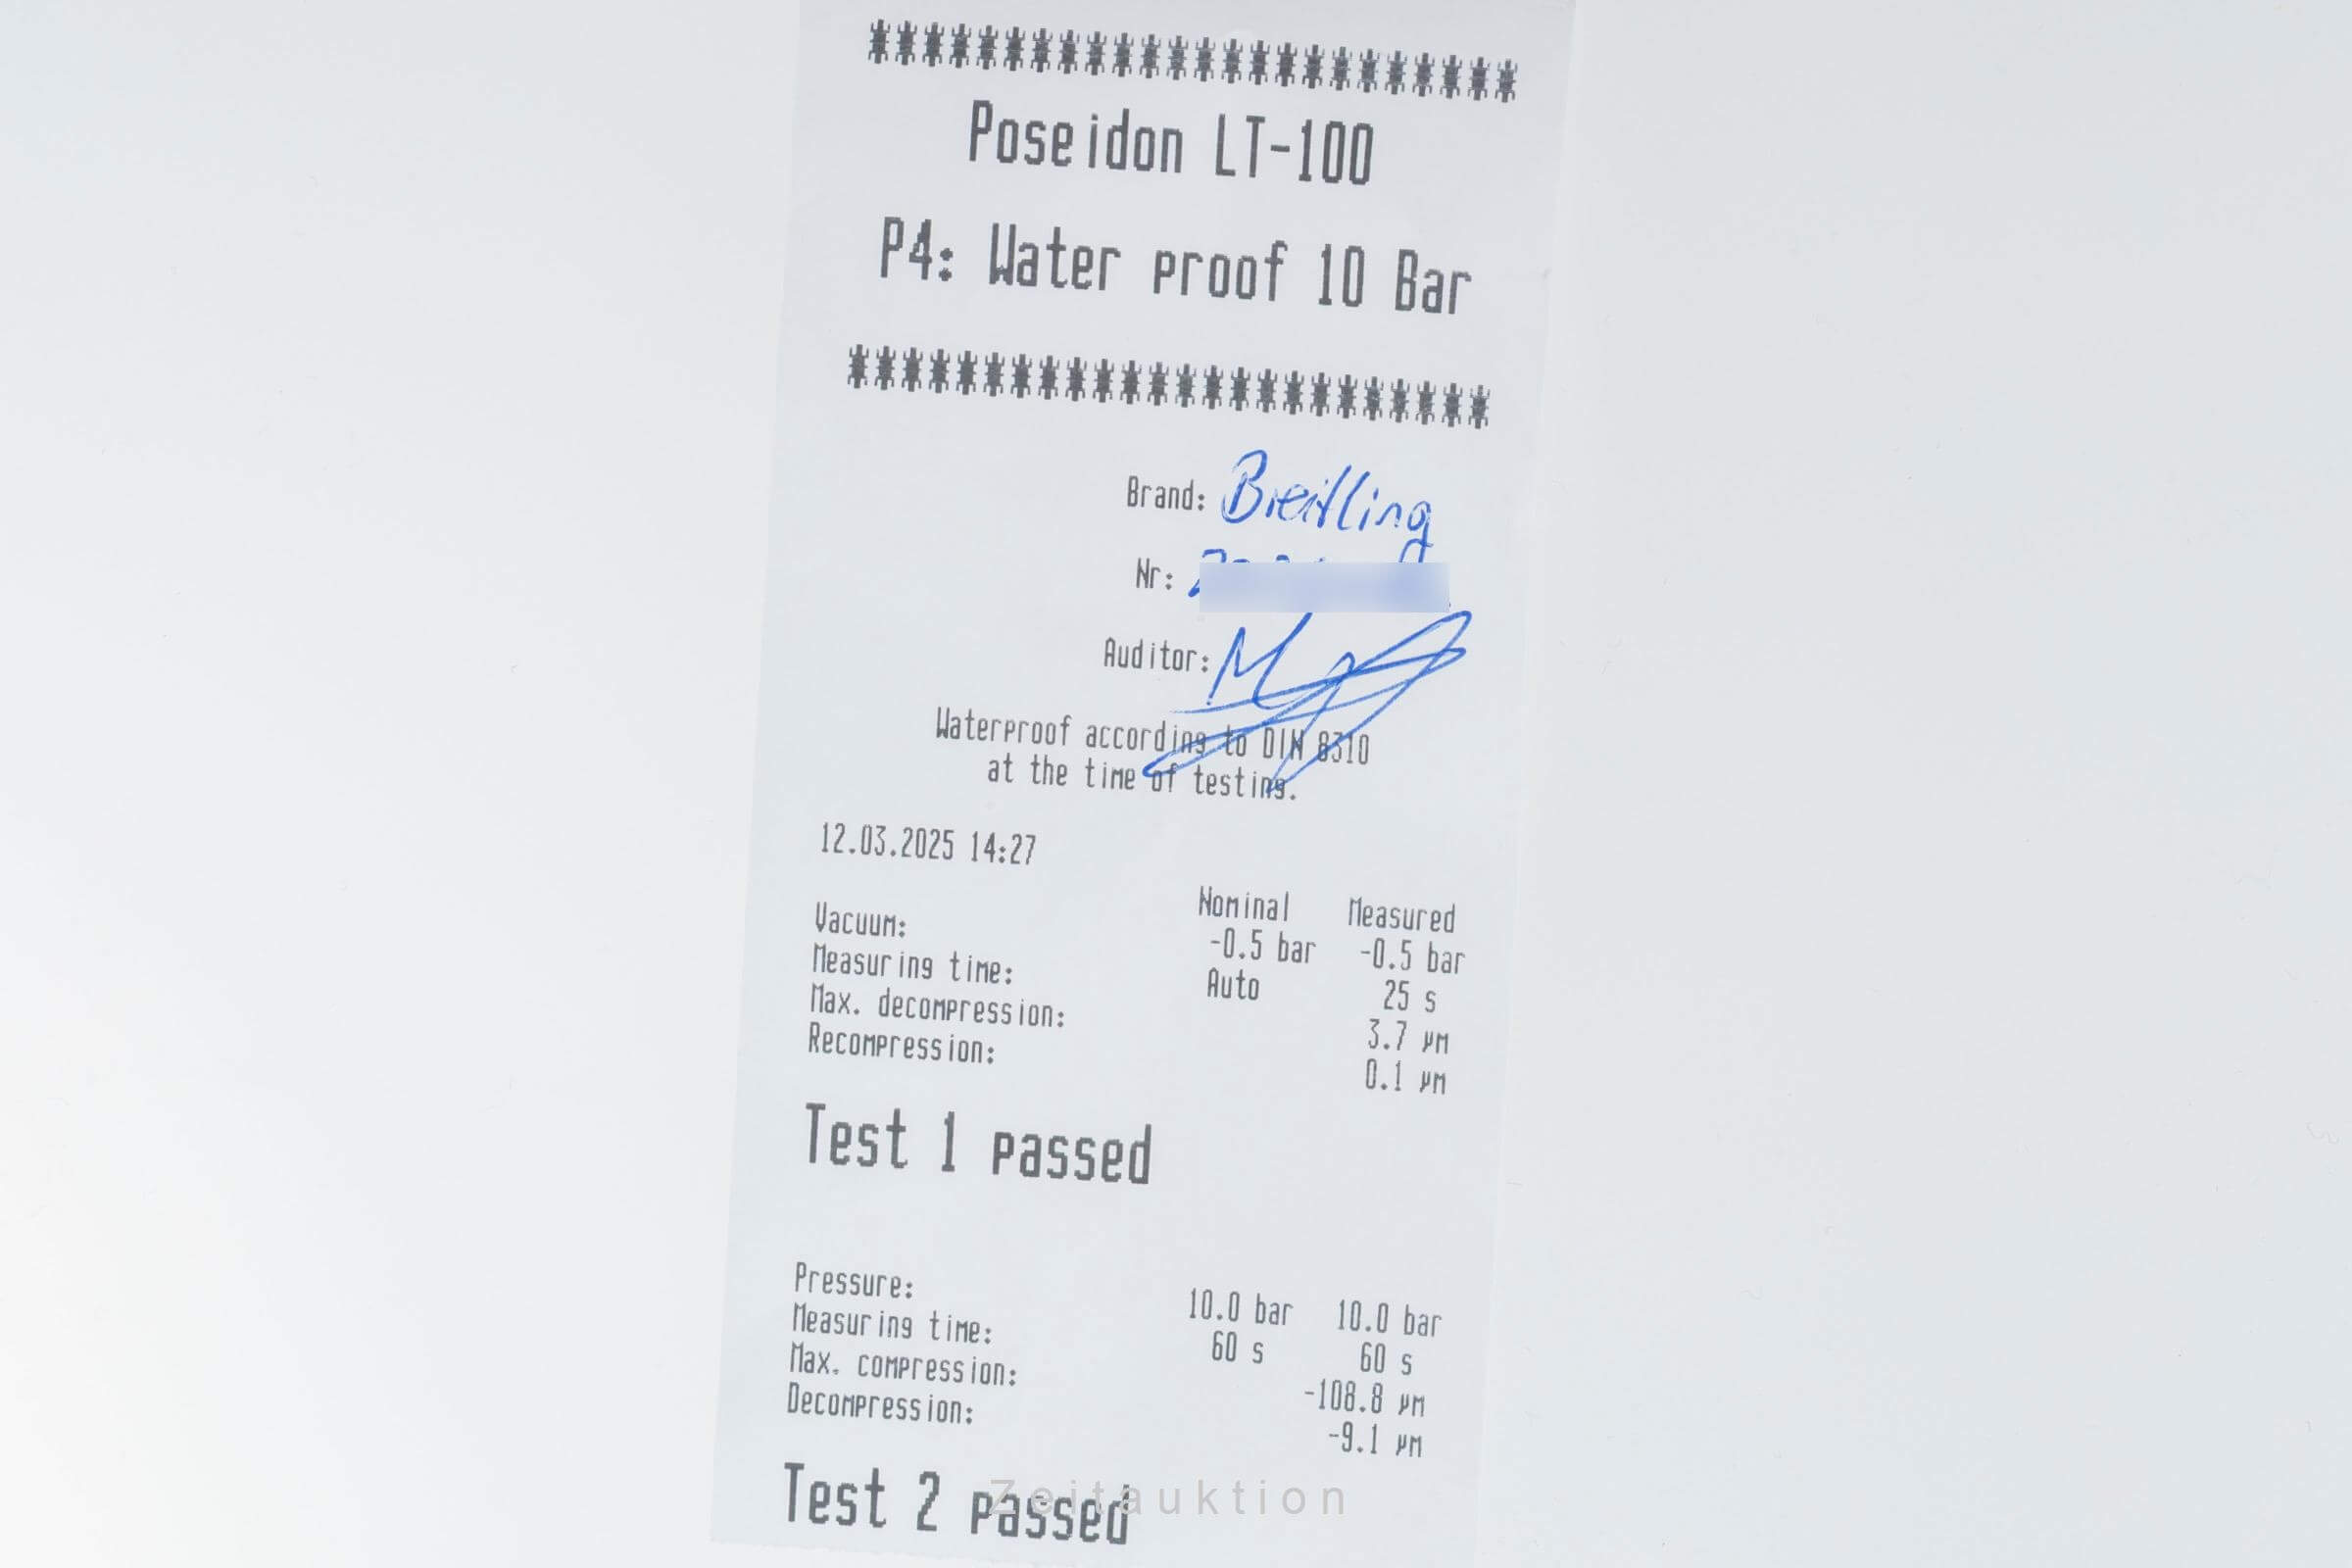 ************************
Poseidon LT-100
P4: Water proof 10 Bar
************************
Brand: Breitling
Nr:
Auditor:
Waterproof according to DIN 8310
at the time of testing.
12.03.2025 14:27
Nominal Measured
Vacuum: -0.5 bar -0.5 bar
Measuring time: Auto 25 s
Max. decompression: 3.7 µm
Recompression: 0.1 µm
Test 1 passed
Pressure: 10.0 bar 10.0 bar
Measuring time: 60 s 60 s
Max. compression: -108.8 µm
Decompression: -9.1 µm
Test 2 passed
Zeitauktion